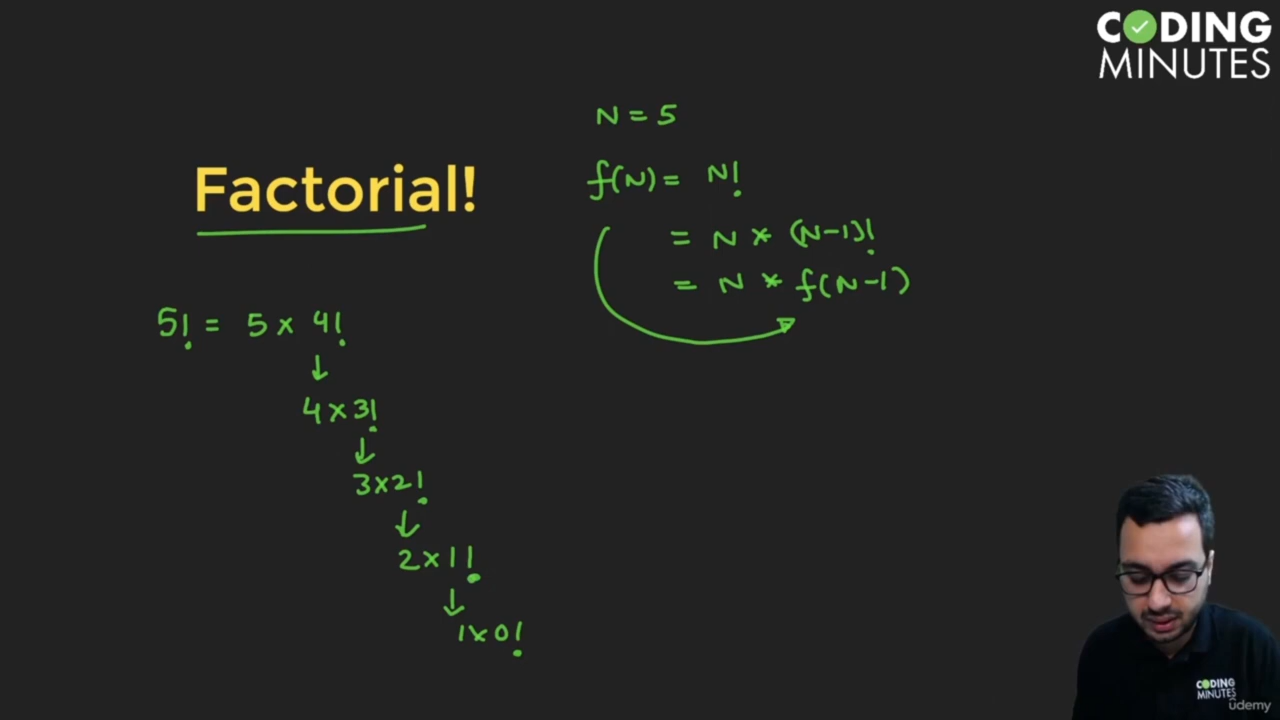 CODING
MINUTES
Factorial!
N = 5
f(N) = N!
= N * (N-1)!
= N * f(N-1)
5! = 5 x 4!
↓
4 x 3!
↓
3 x 2!
↓
2 x 1!
↓
1 x 0!
CODING
MINUTES
ûdemy